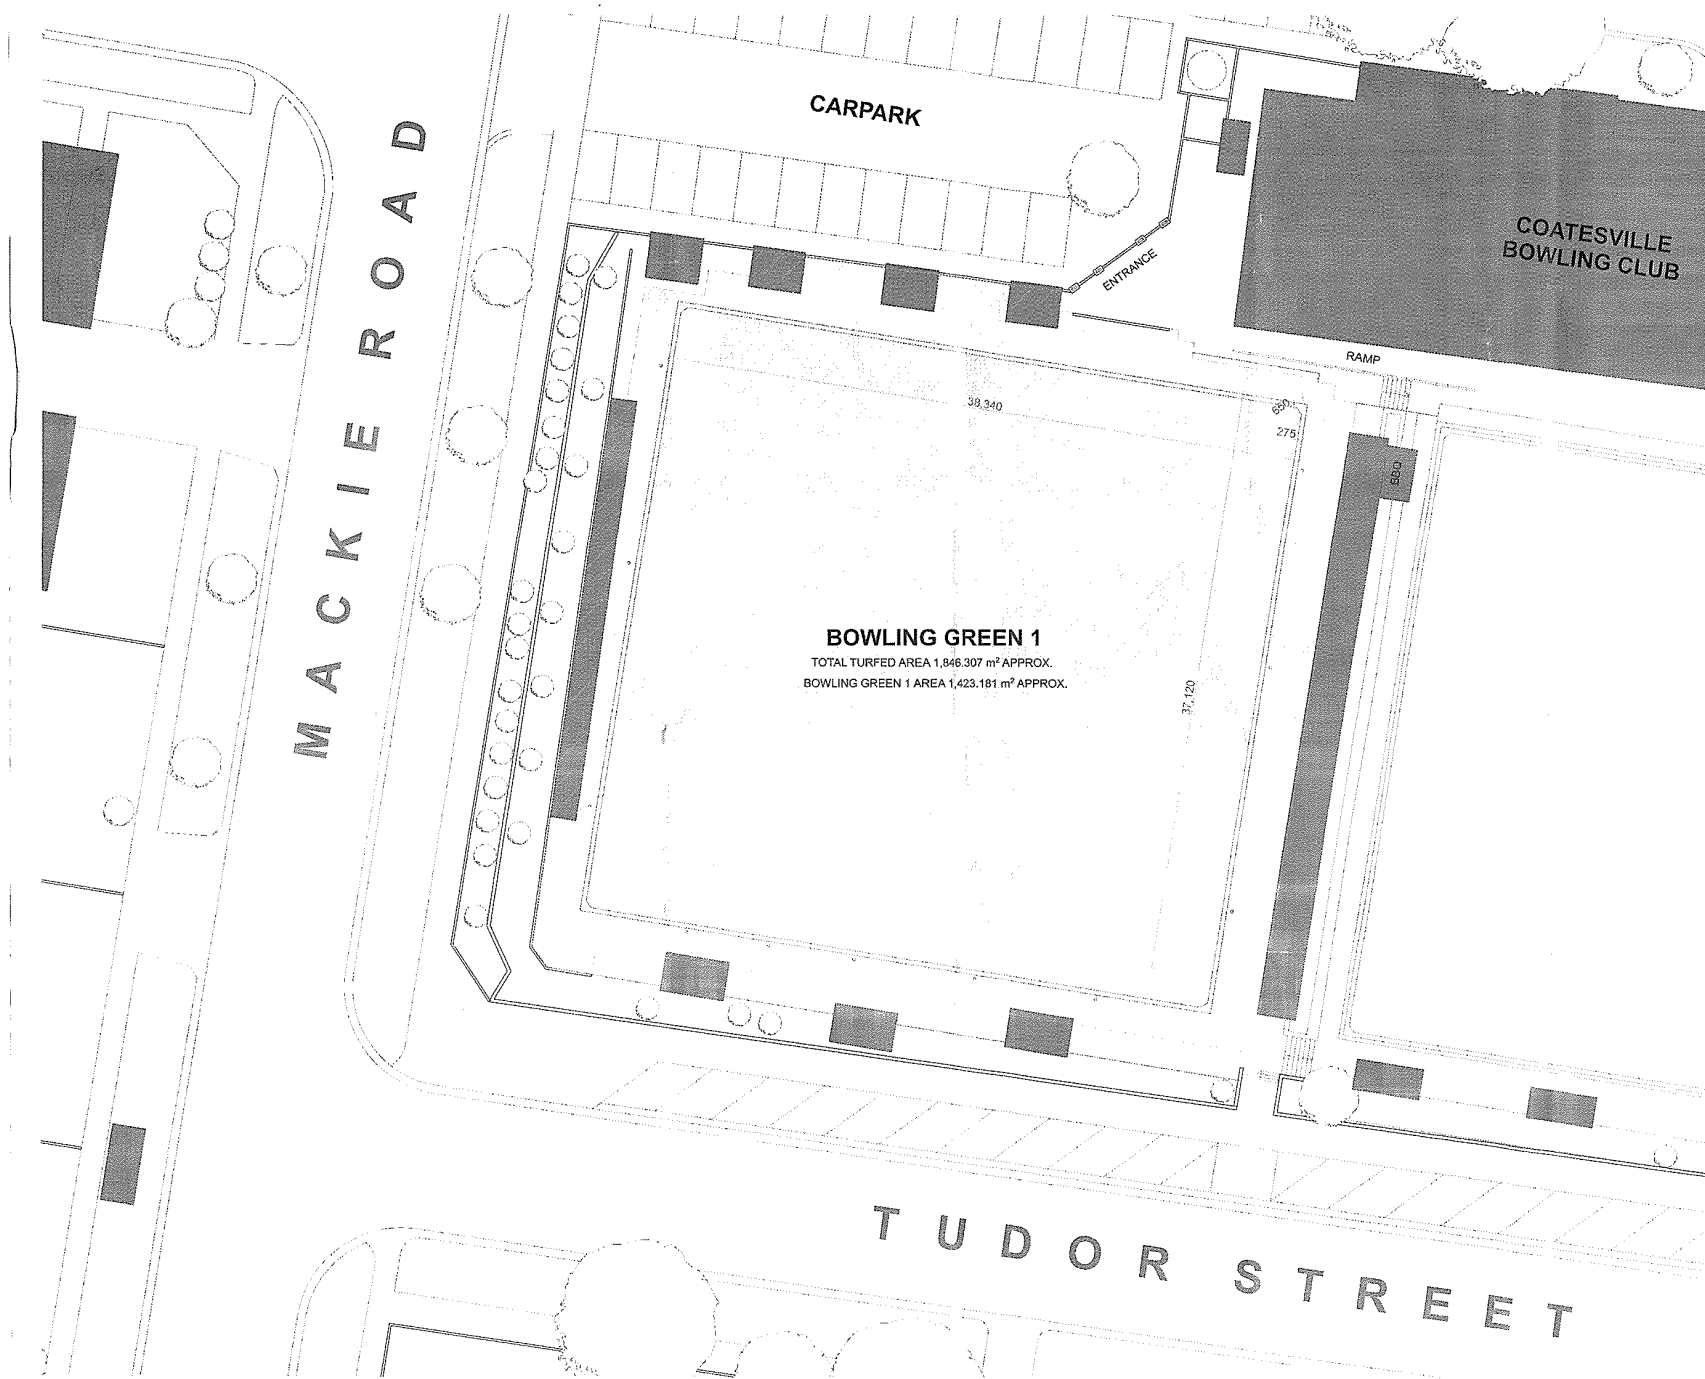 CARPARK
MACKIE ROAD
COATESVILLE
BOWLING CLUB
ENTRANCE
RAMP
38,340
650
275
BOWLING GREEN 1
TOTAL TURFED AREA 1,846.307 m² APPROX.
BOWLING GREEN 1 AREA 1,423.181 m² APPROX.
37,120
TUDOR STREET